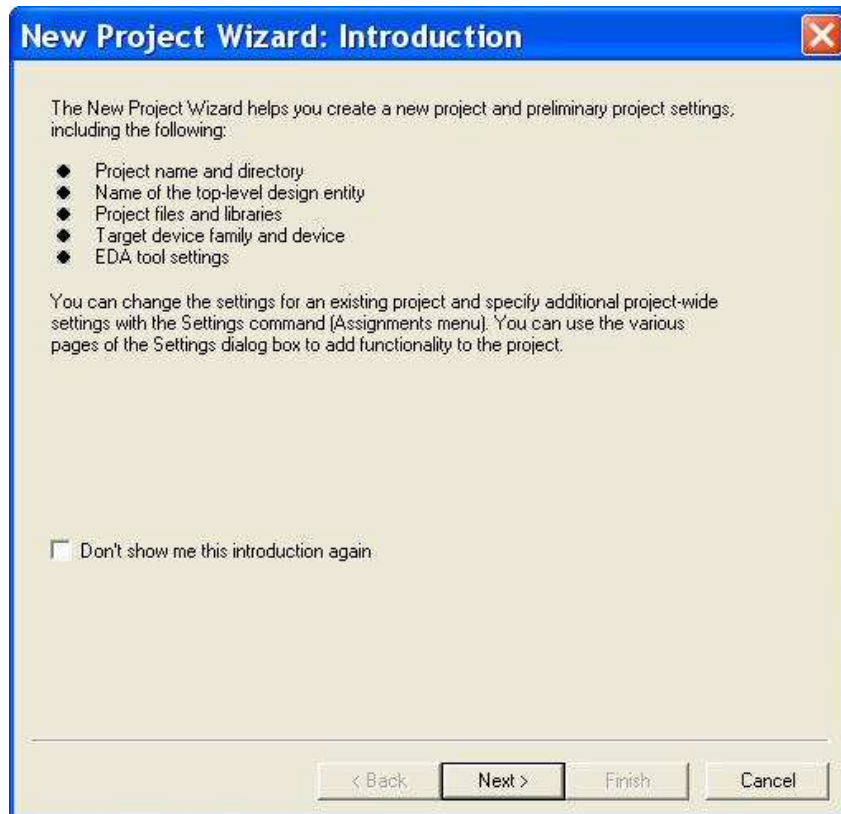 New Project Wizard: Introduction
The New Project Wizard helps you create a new project and preliminary project settings,
including the following:
Project name and directory
Name of the top-level design entity
Project files and libraries
Target device family and device
EDA tool settings
You can change the settings for an existing project and specify additional project-wide
settings with the Settings command (Assignments menu). You can use the various
pages of the Settings dialog box to add functionality to the project.
Don't show me this introduction again
< Back Next > Finish Cancel